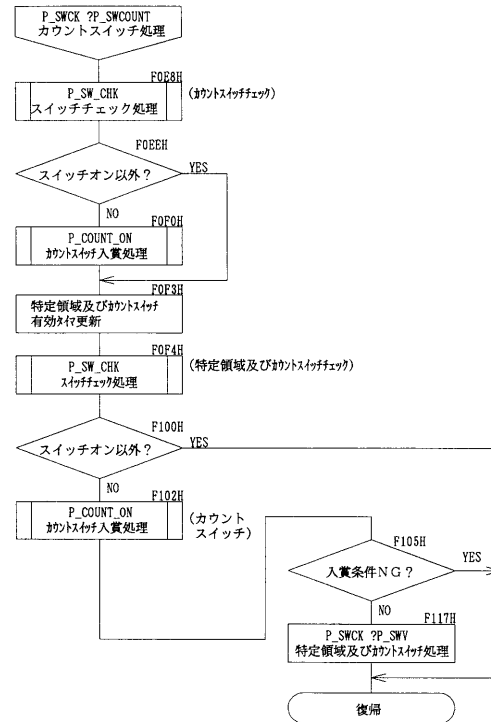 P_SWCK ?P_SWCOUNT
カウントスイッチ処理
F0E8H
P_SW_CHK
スイッチチェック処理
(カウントスイッチチェック)
F0EEH
スイッチオン以外？
YES
NO
F0F0H
P_COUNT_ON
カウントスイッチ入賞処理
F0F3H
特定領域及びカウントスイッチ
有効タイマ更新
F0F4H
P_SW_CHK
スイッチチェック処理
(特定領域及びカウントスイッチチェック)
F100H
スイッチオン以外？
YES
NO
F102H
P_COUNT_ON
カウントスイッチ入賞処理
(カウント
スイッチ)
F105H
入賞条件ＮＧ？
YES
NO
F117H
P_SWCK ?P_SWV
特定領域及びカウントスイッチ処理
復帰